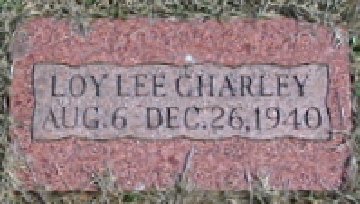 LOY LEE CHARLEY
AUG. 6 - DEC. 26, 1940